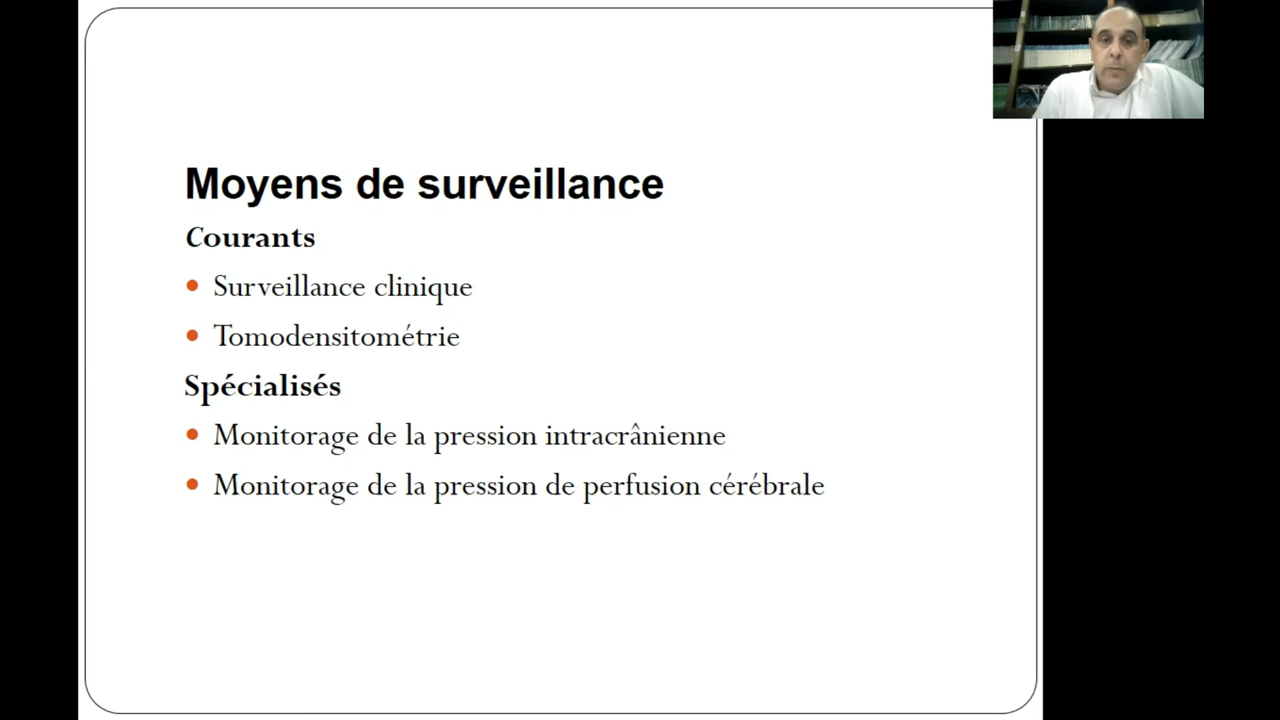 Moyens de surveillance
Courants
• Surveillance clinique
• Tomodensitométrie
Spécialisés
• Monitorage de la pression intracrânienne
• Monitorage de la pression de perfusion cérébrale